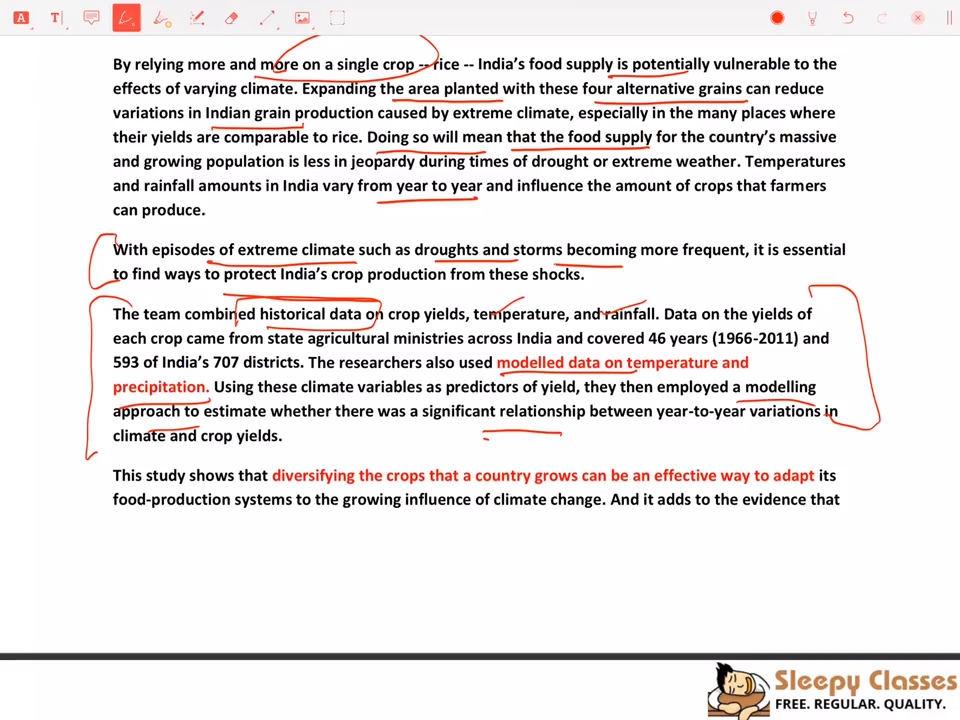 A T
By relying more and more on a single crop -- rice -- India's food supply is potentially vulnerable to the
effects of varying climate. Expanding the area planted with these four alternative grains can reduce
variations in Indian grain production caused by extreme climate, especially in the many places where
their yields are comparable to rice. Doing so will mean that the food supply for the country's massive
and growing population is less in jeopardy during times of drought or extreme weather. Temperatures
and rainfall amounts in India vary from year to year and influence the amount of crops that farmers
can produce.
With episodes of extreme climate such as droughts and storms becoming more frequent, it is essential
to find ways to protect India's crop production from these shocks.
The team combined historical data on crop yields, temperature, and rainfall. Data on the yields of
each crop came from state agricultural ministries across India and covered 46 years (1966-2011) and
593 of India's 707 districts. The researchers also used modelled data on temperature and
precipitation. Using these climate variables as predictors of yield, they then employed a modelling
approach to estimate whether there was a significant relationship between year-to-year variations in
climate and crop yields.
This study shows that diversifying the crops that a country grows can be an effective way to adapt its
food-production systems to the growing influence of climate change. And it adds to the evidence that
Sleepy Classes
FREE. REGULAR. QUALITY.